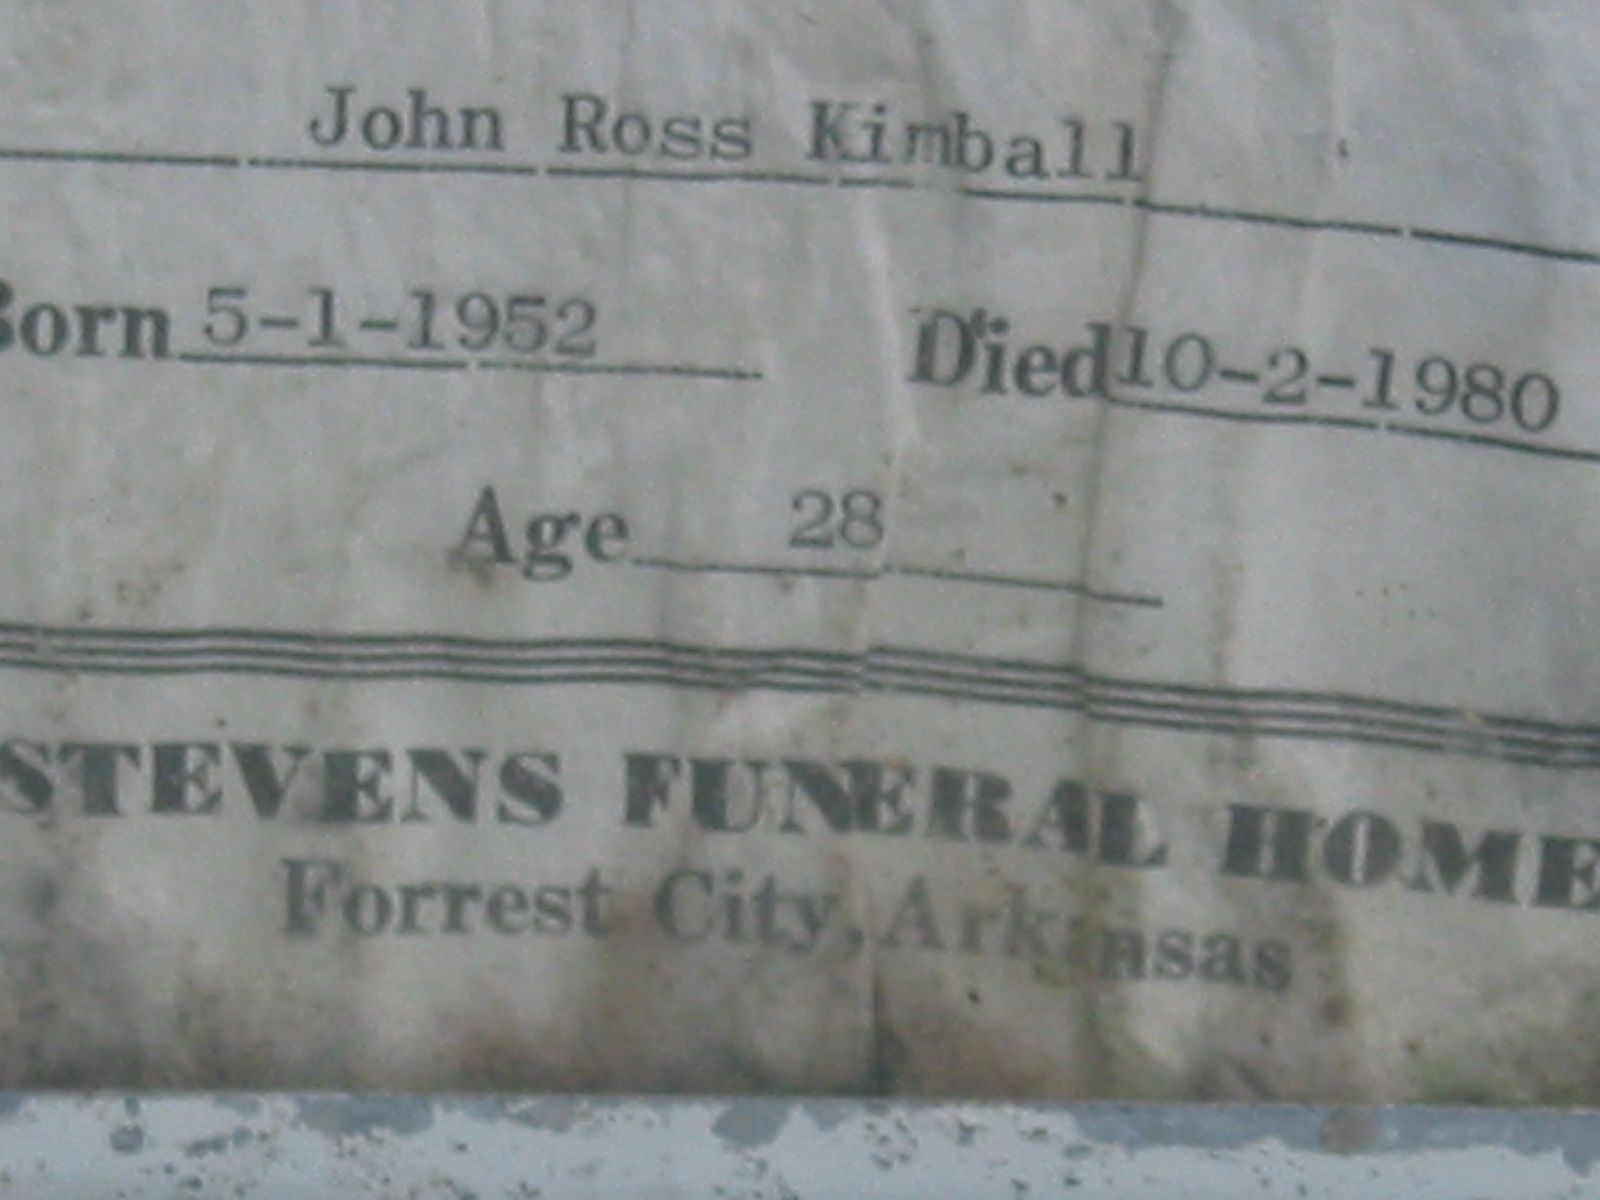 John Ross Kimball
Born 5-1-1952 Died 10-2-1980
Age 28
STEVENS FUNERAL HOME
Forrest City, Arkansas